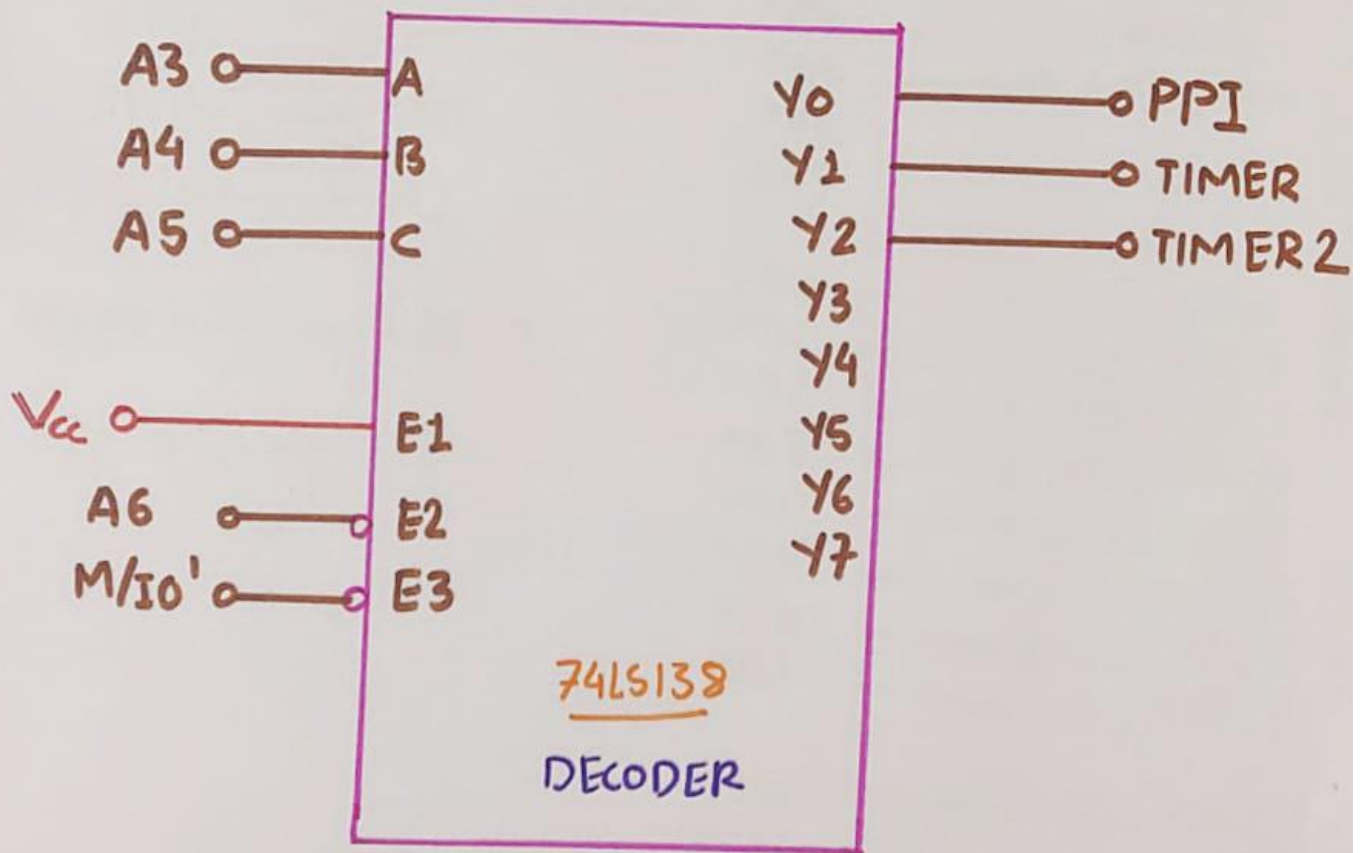 A3 A Y0 PPI
A4 B Y1 TIMER
A5 C Y2 TIMER2
Y3
Y4
Vcc E1 Y5
A6 E2 Y6
M/IO' E3 Y7
74LS138
DECODER